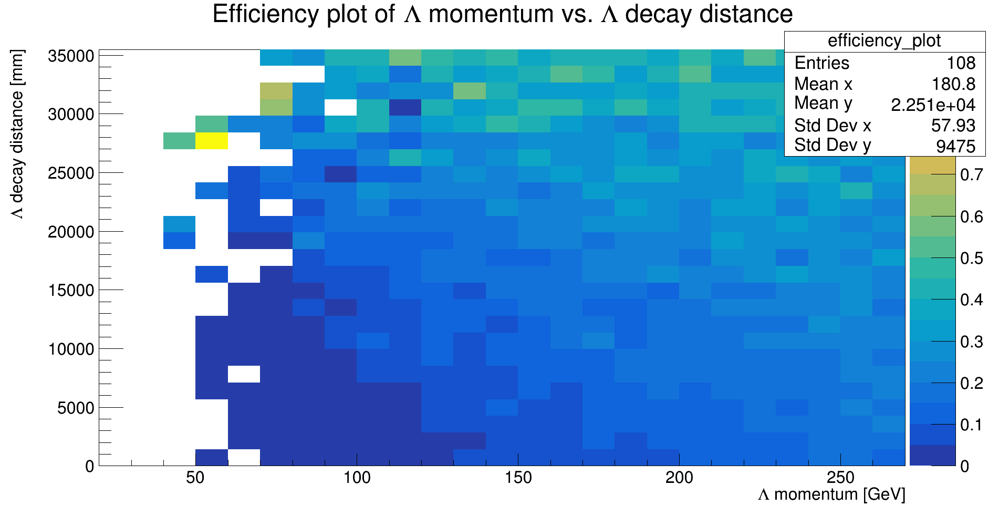 Efficiency plot of Λ momentum vs. Λ decay distance
efficiency_plot
Entries 108
Mean x 180.8
Mean y 2.251e+04
Std Dev x 57.93
Std Dev y 9475
Λ decay distance [mm]
35000
30000
25000
20000
15000
10000
5000
0
0.7
0.6
0.5
0.4
0.3
0.2
0.1
0
50 100 150 200 250
Λ momentum [GeV]